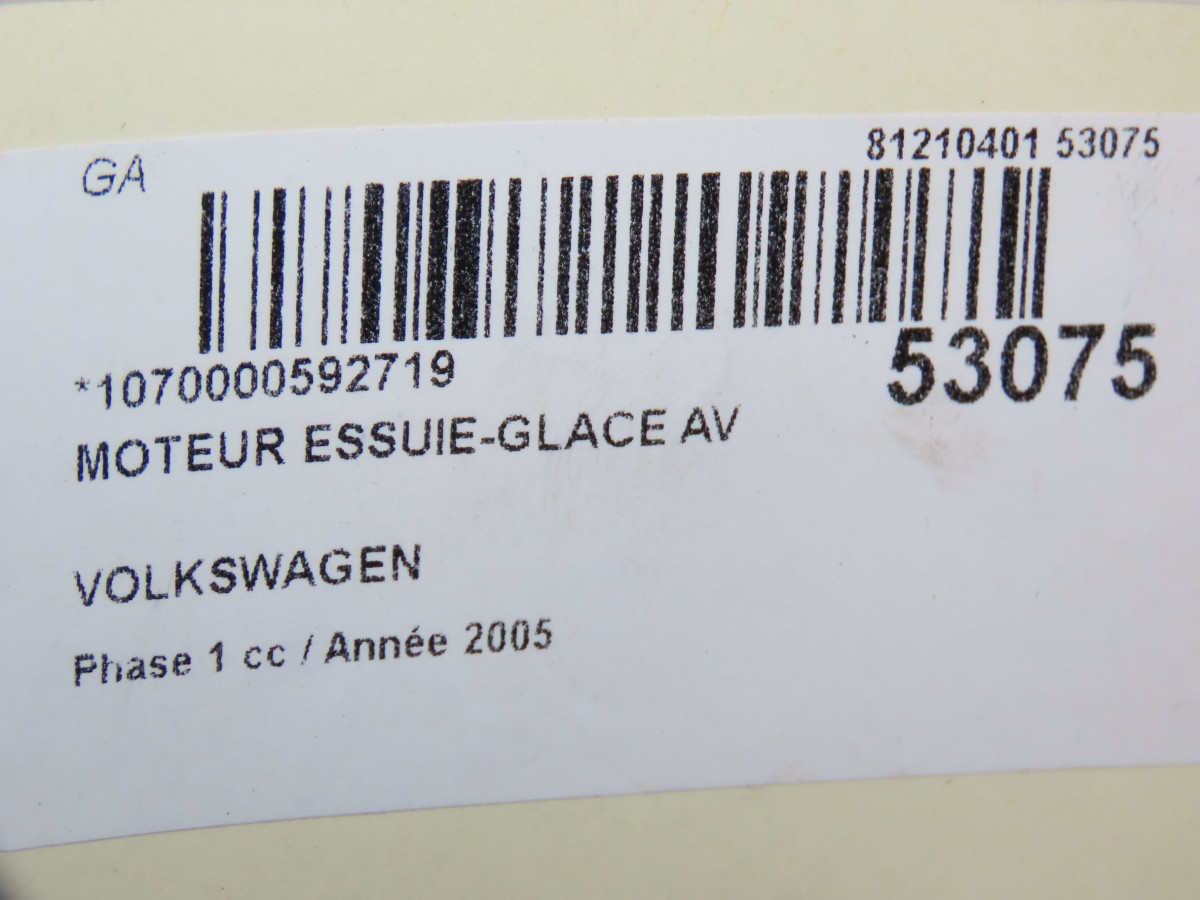 GA
81210401 53075
*1070000592719
53075
MOTEUR ESSUIE-GLACE AV
VOLKSWAGEN
Phase 1 cc / Année 2005